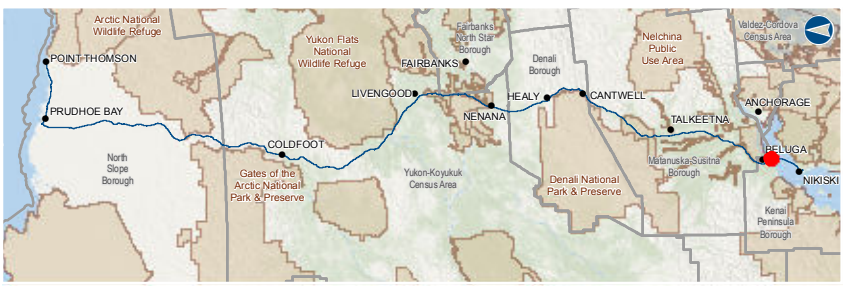 Arctic National
Wildlife Refuge
POINT THOMSON
PRUDHOE BAY
North
Slope
Borough
COLDFOOT
Gates of the
Arctic National
Park & Preserve
Yukon Flats
National
Wildlife Refuge
LIVENGOOD
FAIRBANKS
Fairbanks
North Star
Borough
Yukon-Koyukuk
Census Area
NENANA
HEALY
Denali
Borough
CANTWELL
Denali National
Park & Preserve
Nelchina
Public
Use Area
TALKEETNA
Matanuska-Susitna
Borough
Valdez-Cordova
Census Area
ANCHORAGE
BELUGA
NIKISKI
Kenai
Peninsula
Borough